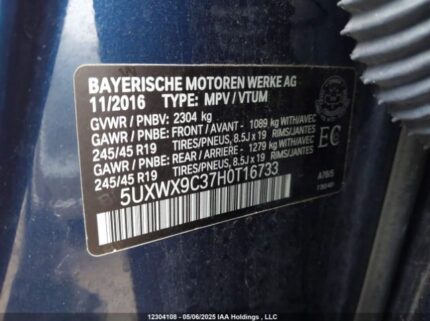 BAYERISCHE MOTOREN WERKE AG
11/2016 TYPE: MPV / VTUM
GVWR / PNBV: 2304 kg
GAWR / PNBE: FRONT / AVANT - 1089 kg WITH/AVEC
245/45 R19 TIRES/PNEUS, 8.5J x 19 RIMS/JANTES
GAWR / PNBE: REAR / ARRIERE - 1279 kg WITH/AVEC
245/45 R19 TIRES/PNEUS, 8.5J x 19 RIMS/JANTES
EC
5UXWX9C37H0T16733
A76/5
12304108 - 05/06/2025 IAA Holdings , LLC